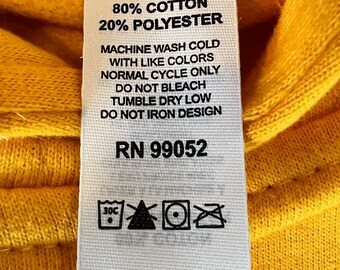 80% COTTON
20% POLYESTER
MACHINE WASH COLD
WITH LIKE COLORS
NORMAL CYCLE ONLY
DO NOT BLEACH
TUMBLE DRY LOW
DO NOT IRON DESIGN
RN 99052
30C